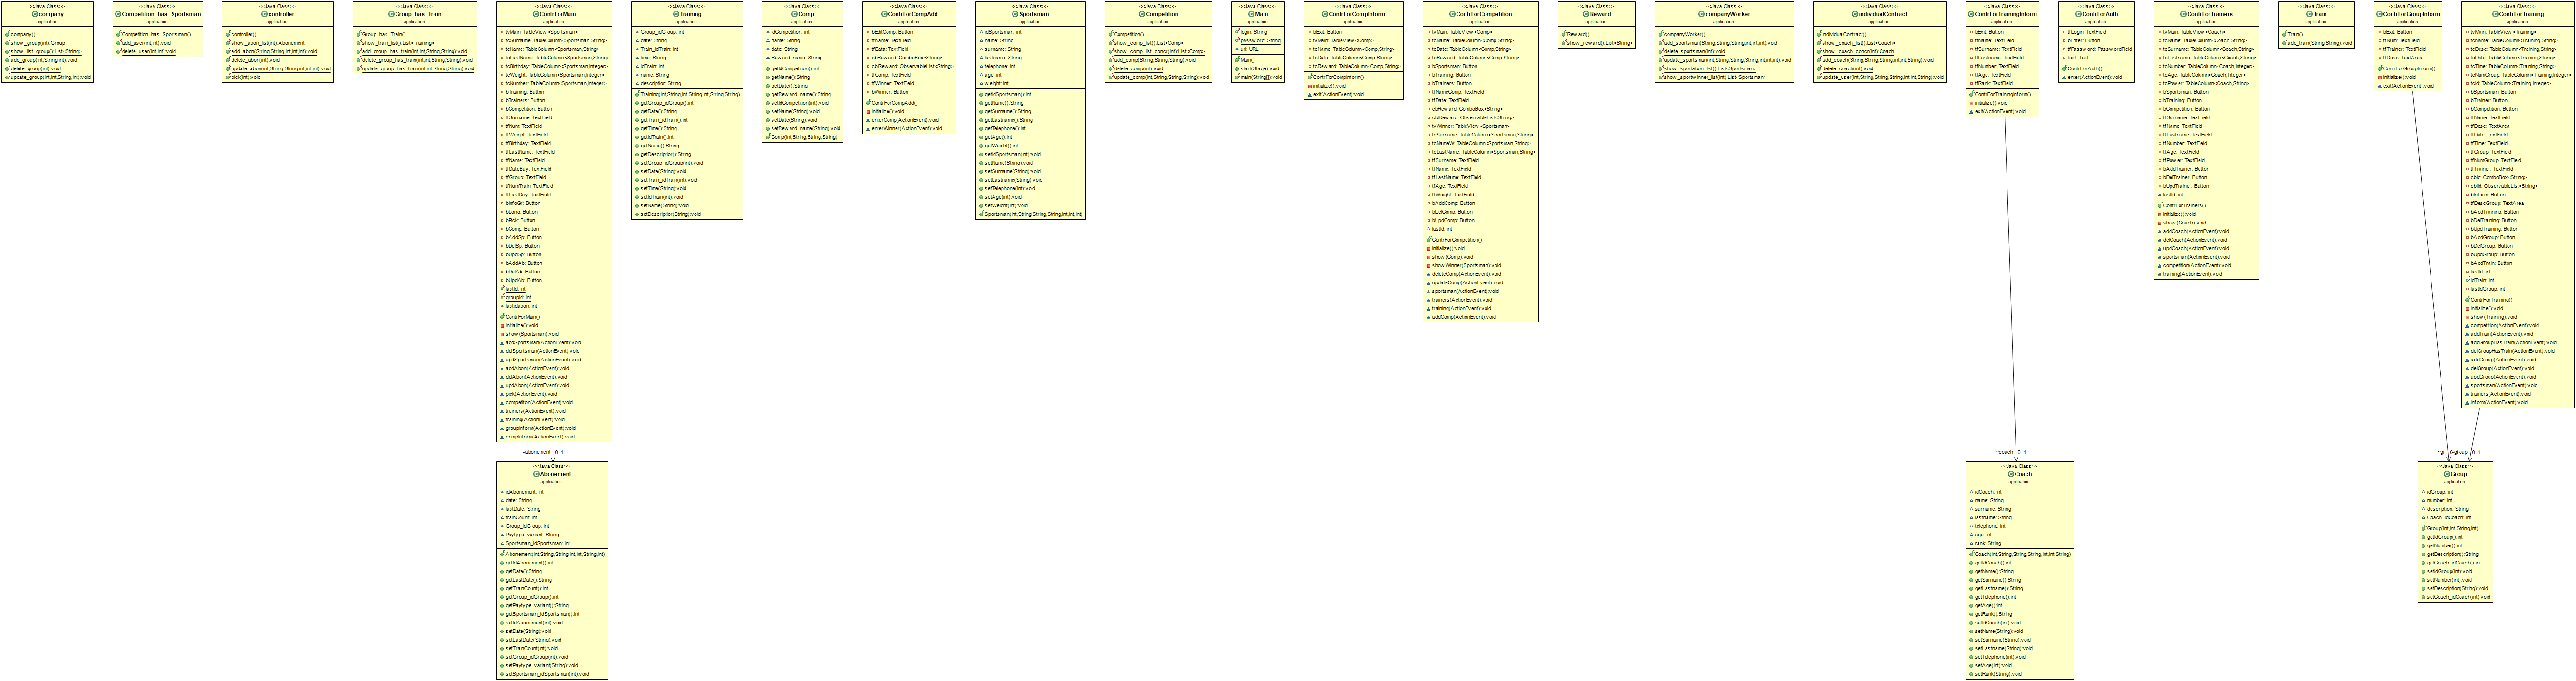 <<Java Class>>
company
application
company()
show_group(int):Group
show_list_group():List<String>
add_group(int,String,int):void
delete_group(int):void
update_group(int,int,String,int):void
<<Java Class>>
Competition_has_Sportsman
application
Competition_has_Sportsman()
add_user(int,int):void
delete_user(int,int):void
<<Java Class>>
controller
application
controller()
show_abon_list(int):Abonement
add_abon(String,String,int,int,int,int):void
delete_abon(int):void
update_abon(int,String,String,int,int,int):void
pick(int):void
<<Java Class>>
Group_has_Train
application
Group_has_Train()
show_train_list():List<Training>
add_group_has_train(int,int,String,String):void
delete_group_has_train(int,int,String,String):void
update_group_has_train(int,int,String,String):void
<<Java Class>>
ContrForMain
application
tvMain: TableView<Sportsman>
tcSurname: TableColumn<Sportsman,String>
tcName: TableColumn<Sportsman,String>
tcLastName: TableColumn<Sportsman,String>
tcBirthday: TableColumn<Sportsman,Integer>
tcWeight: TableColumn<Sportsman,Integer>
tcNumber: TableColumn<Sportsman,Integer>
bTraining: Button
bTrainers: Button
bCompetition: Button
tfSurname: TextField
tfNum: TextField
tfWeight: TextField
tfBirthday: TextField
tfLastName: TextField
tfName: TextField
tfDateBuy: TextField
tfGroup: TextField
tfNumTrain: TextField
tfLastDay: TextField
bInfoGr: Button
bLong: Button
bPick: Button
bComp: Button
bAddSp: Button
bDelSp: Button
bUpdSp: Button
bAddAb: Button
bDelAb: Button
bUpdAb: Button
lastId: int
groupid: int
lastidabon: int
ContrForMain()
initialize():void
show(Sportsman):void
addSportsman(ActionEvent):void
delSportsman(ActionEvent):void
updSportsman(ActionEvent):void
addAbon(ActionEvent):void
delAbon(ActionEvent):void
updAbon(ActionEvent):void
pick(ActionEvent):void
competition(ActionEvent):void
trainers(ActionEvent):void
training(ActionEvent):void
groupInform(ActionEvent):void
compInform(ActionEvent):void
<<Java Class>>
Training
application
Group_idGroup: int
date: String
Train_idTrain: int
time: String
idTrain: int
name: String
description: String
Training(int,String,int,String,int,String,String)
getGroup_idGroup():int
getDate():String
getTrain_idTrain():int
getTime():String
getIdTrain():int
getName():String
getDescription():String
setGroup_idGroup(int):void
setDate(String):void
setTrain_idTrain(int):void
setTime(String):void
setIdTrain(int):void
setName(String):void
setDescription(String):void
<<Java Class>>
Comp
application
idCompetition: int
name: String
date: String
Reward_name: String
getIdCompetition():int
getName():String
getDate():String
getReward_name():String
setIdCompetition(int):void
setName(String):void
setDate(String):void
setReward_name(String):void
Comp(int,String,String,String)
<<Java Class>>
ContrForCompAdd
application
bEditComp: Button
tfName: TextField
tfData: TextField
cbReward: ComboBox<String>
cbIReward: ObservableList<String>
tfComp: TextField
tfWinner: TextField
bWinner: Button
ContrForCompAdd()
initialize():void
enterComp(ActionEvent):void
enterWinner(ActionEvent):void
<<Java Class>>
Sportsman
application
idSportsman: int
name: String
surname: String
lastname: String
telephone: int
age: int
weight: int
getIdSportsman():int
getName():String
getSurname():String
getLastname():String
getTelephone():int
getAge():int
getWeight():int
setIdSportsman(int):void
setName(String):void
setSurname(String):void
setLastname(String):void
setTelephone(int):void
setAge(int):void
setWeight(int):void
Sportsman(int,String,String,String,int,int,int)
<<Java Class>>
Competition
application
Competition()
show_comp_list():List<Comp>
show_comp_list_concr(int):List<Comp>
add_comp(String,String,String):void
delete_comp(int):void
update_comp(int,String,String,String):void
<<Java Class>>
Main
application
login: String
password: String
url: URL
Main()
start(Stage):void
main(String[]):void
<<Java Class>>
ContrForCompInform
application
bExit: Button
tvMain: TableView<Comp>
tcName: TableColumn<Comp,String>
tcDate: TableColumn<Comp,String>
tcReward: TableColumn<Comp,String>
ContrForCompInform()
initialize():void
exit(ActionEvent):void
<<Java Class>>
ContrForCompetition
application
tvMain: TableView<Comp>
tcName: TableColumn<Comp,String>
tcDate: TableColumn<Comp,String>
tcReward: TableColumn<Comp,String>
bSportsman: Button
bTraining: Button
bTrainers: Button
tfNameComp: TextField
tfDate: TextField
cbReward: ComboBox<String>
cbiReward: ObservableList<String>
tvWinner: TableView<Sportsman>
tcSurname: TableColumn<Sportsman,String>
tcNameW: TableColumn<Sportsman,String>
tcLastName: TableColumn<Sportsman,String>
tfSurname: TextField
tfName: TextField
tfLastName: TextField
tfAge: TextField
tfWeight: TextField
bAddComp: Button
bDelComp: Button
bUpdComp: Button
lastId: int
ContrForCompetition()
initialize():void
show(Comp):void
showWinner(Sportsman):void
deleteComp(ActionEvent):void
updateComp(ActionEvent):void
sportsman(ActionEvent):void
trainers(ActionEvent):void
training(ActionEvent):void
addComp(ActionEvent):void
<<Java Class>>
Reward
application
Reward()
show_reward():List<String>
<<Java Class>>
companyWorker
application
companyWorker()
add_sportsman(String,String,String,int,int,int):void
delete_sportsman(int):void
update_sportsman(int,String,String,String,int,int,int):void
show_sportabon_list():List<Sportsman>
show_sportwinner_list(int):List<Sportsman>
<<Java Class>>
individualContract
application
individualContract()
show_coach_list():List<Coach>
show_coach_concr(int):Coach
add_coach(String,String,String,int,int,String):void
delete_coach(int):void
update_user(int,String,String,String,int,int,String):void
<<Java Class>>
ContrForTrainingInform
application
bExit: Button
tfName: TextField
tfSurname: TextField
tfLastname: TextField
tfNumber: TextField
tfAge: TextField
tfRank: TextField
ContrForTrainingInform()
initialize():void
exit(ActionEvent):void
<<Java Class>>
ContrForAuth
application
tfLogin: TextField
bEnter: Button
tfPassword: PasswordField
text: Text
ContrForAuth()
enter(ActionEvent):void
<<Java Class>>
ContrForTrainers
application
tvMain: TableView<Coach>
tcName: TableColumn<Coach,String>
tcSurname: TableColumn<Coach,String>
tcLastname: TableColumn<Coach,String>
tcNumber: TableColumn<Coach,Integer>
tcAge: TableColumn<Coach,Integer>
tcPower: TableColumn<Coach,String>
bSportsman: Button
bTraining: Button
bCompetition: Button
tfSurname: TextField
tfName: TextField
tfLastname: TextField
tfNumber: TextField
tfAge: TextField
tfPower: TextField
bAddTrainer: Button
bDelTrainer: Button
bUpdTrainer: Button
lastId: int
ContrForTrainers()
initialize():void
show(Coach):void
addCoach(ActionEvent):void
delCoach(ActionEvent):void
updCoach(ActionEvent):void
sportsman(ActionEvent):void
competition(ActionEvent):void
training(ActionEvent):void
<<Java Class>>
Train
application
Train()
add_train(String,String):void
<<Java Class>>
ContrForGroupInform
application
bExit: Button
tfNum: TextField
tfTrainer: TextField
tfDesc: TextArea
ContrForGroupInform()
initialize():void
exit(ActionEvent):void
<<Java Class>>
ContrForTraining
application
tvMain: TableView<Training>
tcName: TableColumn<Training,String>
tcDesc: TableColumn<Training,String>
tcDate: TableColumn<Training,String>
tcTime: TableColumn<Training,String>
tcNumGroup: TableColumn<Training,Integer>
tcId: TableColumn<Training,Integer>
bSportsman: Button
bTrainer: Button
bCompetition: Button
tfName: TextField
tfDesc: TextArea
tfDate: TextField
tfTime: TextField
tfGroup: TextField
tfNumGroup: TextField
tfTrainer: TextField
cbId: ComboBox<String>
cbiId: ObservableList<String>
bInform: Button
tfDescGroup: TextArea
bAddTraining: Button
bDelTraining: Button
bUpdTraining: Button
bAddGroup: Button
bDelGroup: Button
bUpdGroup: Button
bAddTrain: Button
lastId: int
idTrain: int
lastIdGroup: int
ContrForTraining()
initialize():void
show(Training):void
competition(ActionEvent):void
addTrain(ActionEvent):void
addGroupHasTrain(ActionEvent):void
delGroupHasTrain(ActionEvent):void
addGroup(ActionEvent):void
delGroup(ActionEvent):void
updGroup(ActionEvent):void
sportsman(ActionEvent):void
trainers(ActionEvent):void
inform(ActionEvent):void
~abonement 0..1
~coach 0..1
~gr 0 -group 0..1
<<Java Class>>
Abonement
application
idAbonement: int
date: String
lastDate: String
trainCount: int
Group_idGroup: int
Paytype_variant: String
Sportsman_idSportsman: int
Abonement(int,String,String,int,int,String,int)
getIdAbonement():int
getDate():String
getLastDate():String
getTrainCount():int
getGroup_idGroup():int
getPaytype_variant():String
getSportsman_idSportsman():int
setIdAbonement(int):void
setDate(String):void
setLastDate(String):void
setTrainCount(int):void
setGroup_idGroup(int):void
setPaytype_variant(String):void
setSportsman_idSportsman(int):void
<<Java Class>>
Coach
application
idCoach: int
name: String
surname: String
lastname: String
telephone: int
age: int
rank: String
Coach(int,String,String,String,int,int,String)
getIdCoach():int
getName():String
getSurname():String
getLastname():String
getTelephone():int
getAge():int
getRank():String
setIdCoach(int):void
setName(String):void
setSurname(String):void
setLastname(String):void
setTelephone(int):void
setAge(int):void
setRank(String):void
<<Java Class>>
Group
application
idGroup: int
number: int
description: String
Coach_idCoach: int
Group(int,int,String,int)
getIdGroup():int
getNumber():int
getDescription():String
getCoach_idCoach():int
setIdGroup(int):void
setNumber(int):void
setDescription(String):void
setCoach_idCoach(int):void